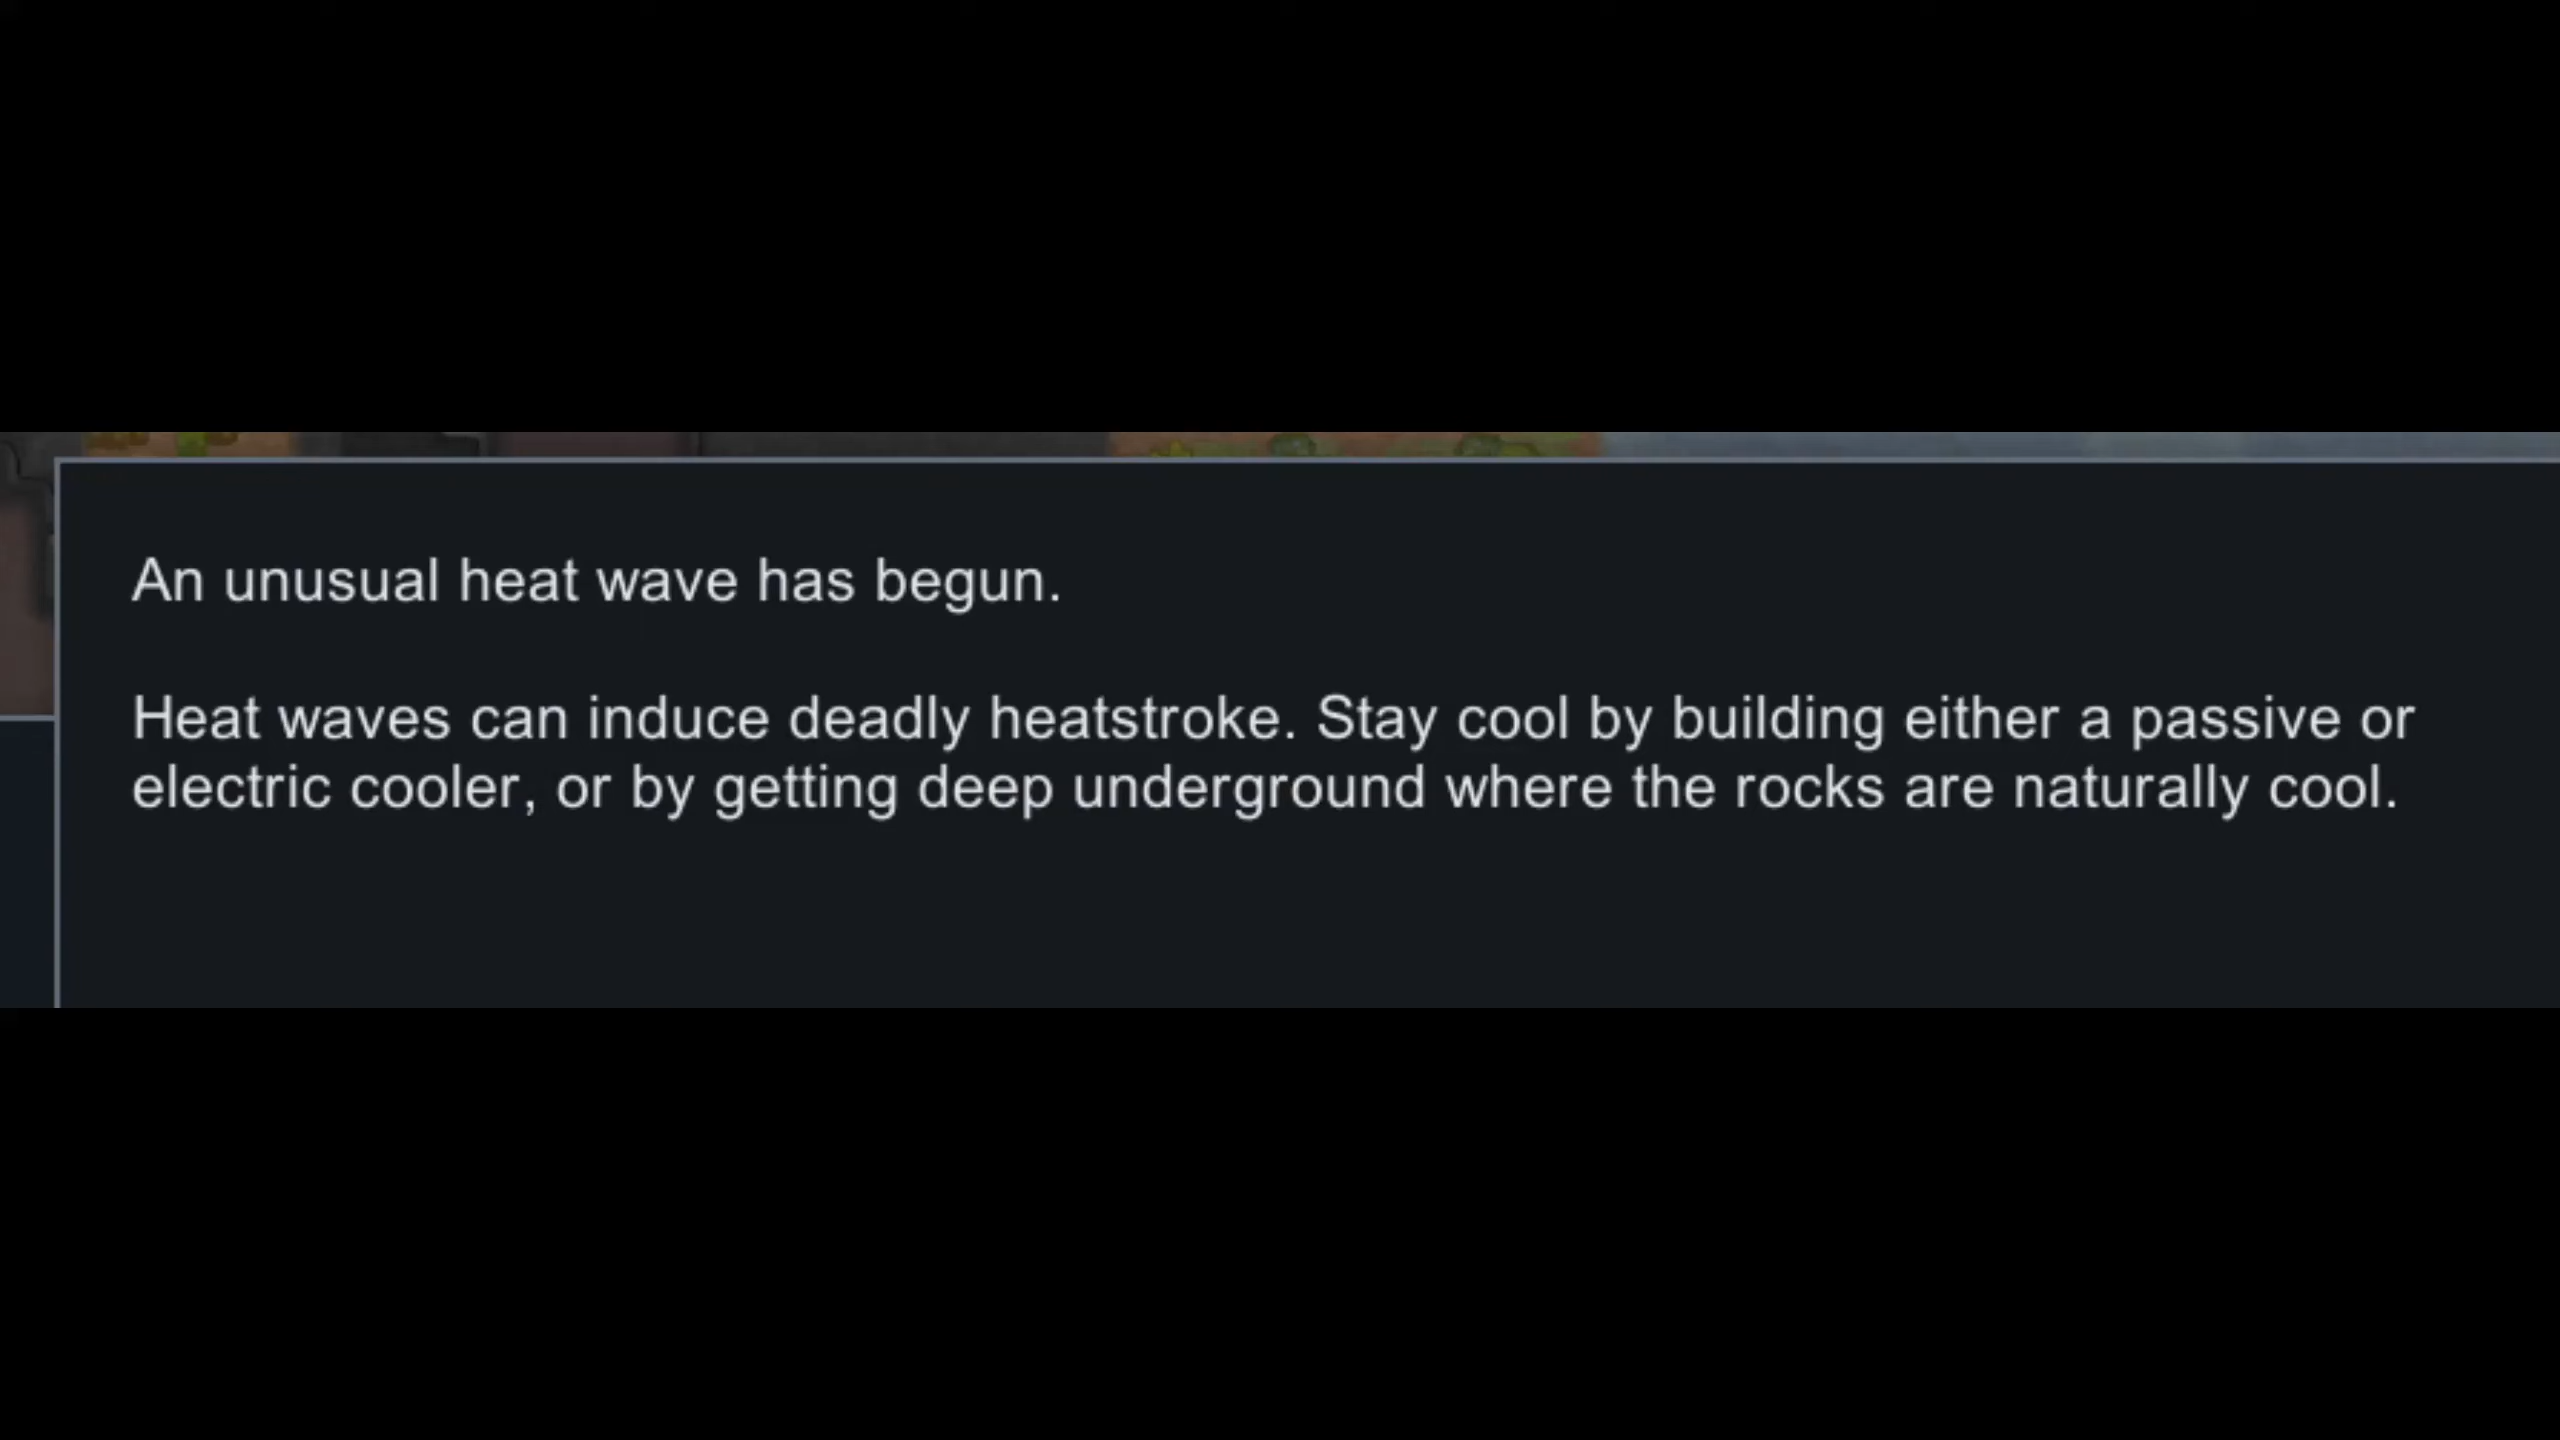 An unusual heat wave has begun.
Heat waves can induce deadly heatstroke. Stay cool by building either a passive or
electric cooler, or by getting deep underground where the rocks are naturally cool.